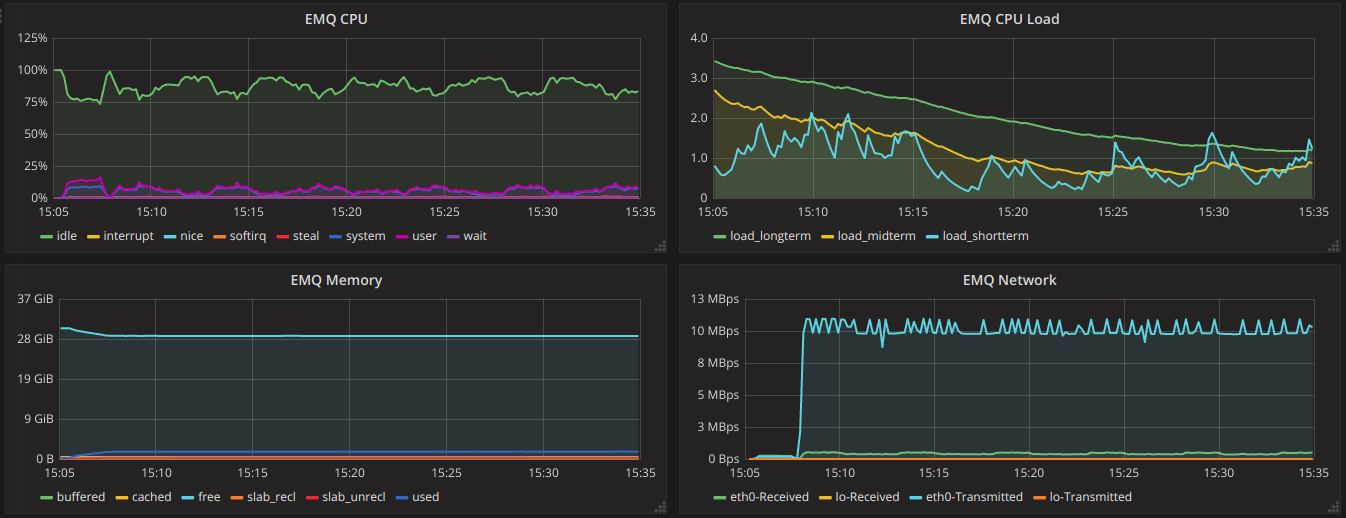 EMQ CPU
125%
100%
75%
50%
25%
0%
15:05 15:10 15:15 15:20 15:25 15:30 15:35
idle interrupt nice softirq steal system user wait
EMQ CPU Load
4.0
3.0
2.0
1.0
0
15:05 15:10 15:15 15:20 15:25 15:30 15:35
load_longterm load_midterm load_shortterm
EMQ Memory
37 GiB
28 GiB
19 GiB
9 GiB
0 B
15:05 15:10 15:15 15:20 15:25 15:30 15:35
buffered cached free slab_recl slab_unrecl used
EMQ Network
13 MBps
10 MBps
8 MBps
5 MBps
3 MBps
0 Bps
15:05 15:10 15:15 15:20 15:25 15:30 15:35
eth0-Received lo-Received eth0-Transmitted lo-Transmitted